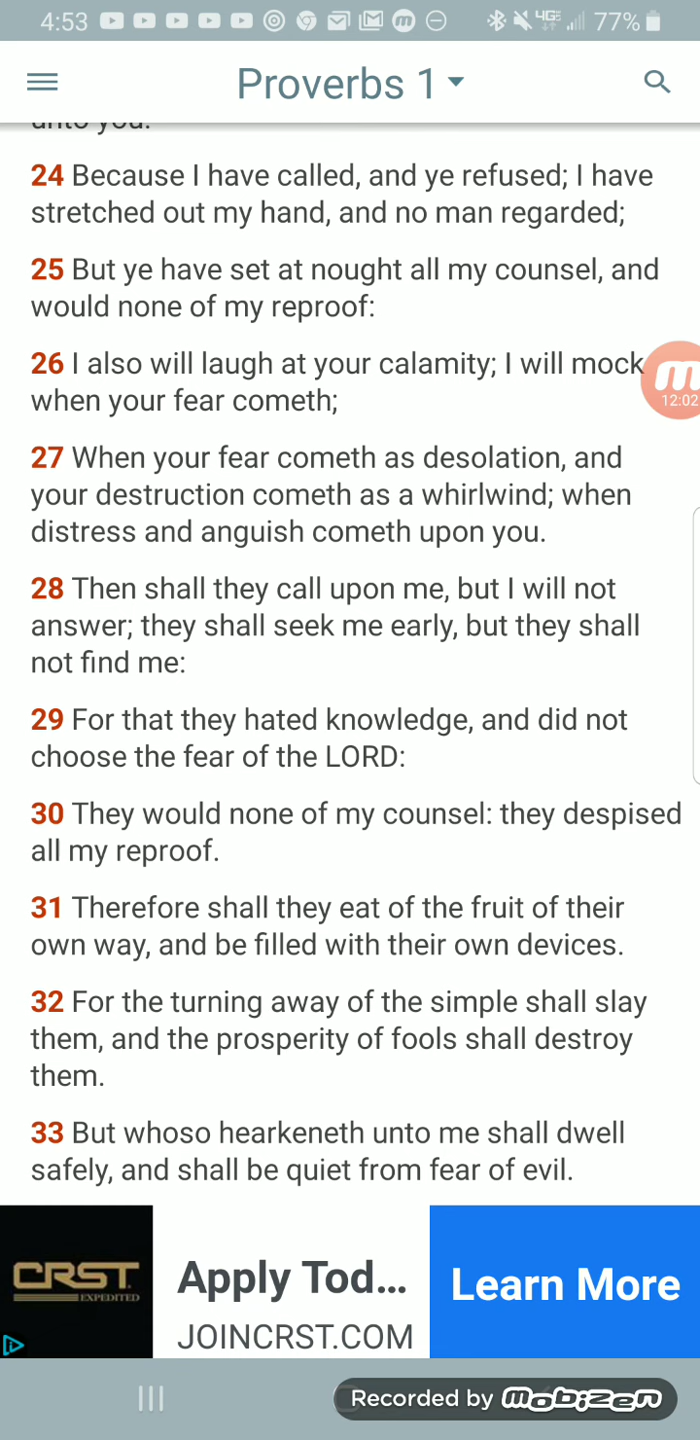 4:53
77%
Proverbs 1
unto you.
24 Because I have called, and ye refused; I have
stretched out my hand, and no man regarded;
25 But ye have set at nought all my counsel, and
would none of my reproof:
26 I also will laugh at your calamity; I will mock
when your fear cometh;
m
12:02
27 When your fear cometh as desolation, and
your destruction cometh as a whirlwind; when
distress and anguish cometh upon you.
28 Then shall they call upon me, but I will not
answer; they shall seek me early, but they shall
not find me:
29 For that they hated knowledge, and did not
choose the fear of the LORD:
30 They would none of my counsel: they despised
all my reproof.
31 Therefore shall they eat of the fruit of their
own way, and be filled with their own devices.
32 For the turning away of the simple shall slay
them, and the prosperity of fools shall destroy
them.
33 But whoso hearkeneth unto me shall dwell
safely, and shall be quiet from fear of evil.
CRST
EXPEDITED
Apply Tod...
JOINCRST.COM
Learn More
Recorded by mobizen